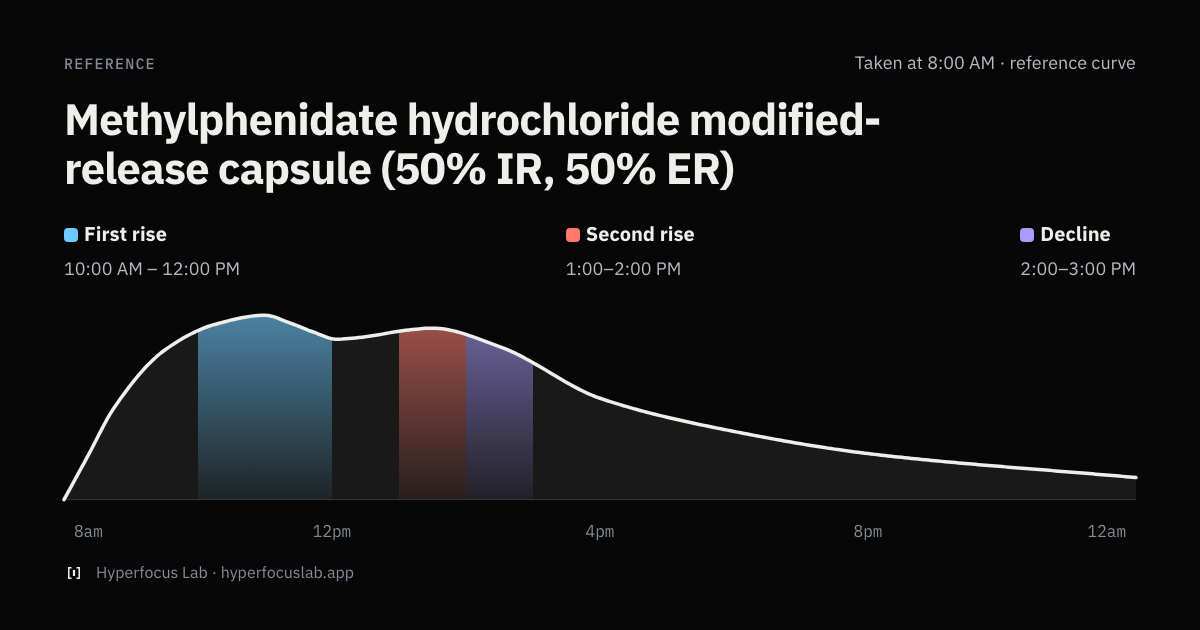 REFERENCE
Taken at 8:00 AM · reference curve
Methylphenidate hydrochloride modified-
release capsule (50% IR, 50% ER)
First rise
10:00 AM – 12:00 PM
Second rise
1:00–2:00 PM
Decline
2:00–3:00 PM
8am
12pm
4pm
8pm
12am
Hyperfocus Lab · hyperfocuslab.app